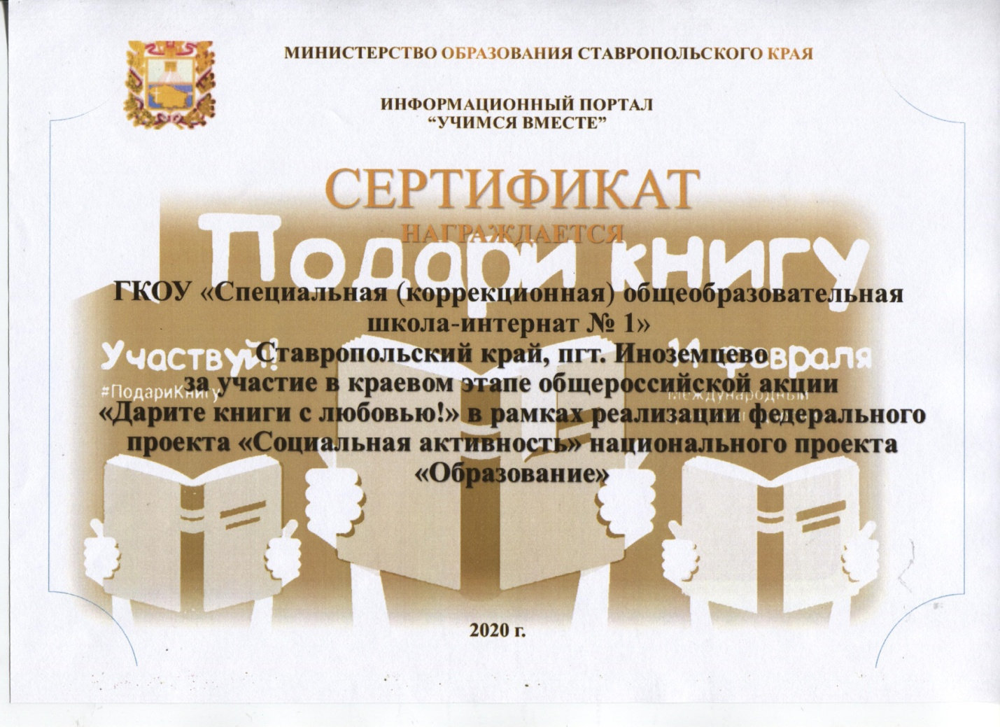 МИНИСТЕРСТВО ОБРАЗОВАНИЯ СТАВРОПОЛЬСКОГО КРАЯ
ИНФОРМАЦИОННЫЙ ПОРТАЛ
“УЧИМСЯ ВМЕСТЕ”
СЕРТИФИКАТ
НАГРАЖДАЕТСЯ
Подари книгу
ГКОУ «Специальная (коррекционная) общеобразовательная
школа-интернат № 1»
Ставропольский край, пгт. Иноземцево
Участвуй!
14 февраля
за участие в краевом этапе общероссийской акции
#ПодариКнигу
Международный
«Дарите книги с любовью!» в рамках реализации федерального
проекта «Социальная активность» национального проекта
«Образование»
2020 г.